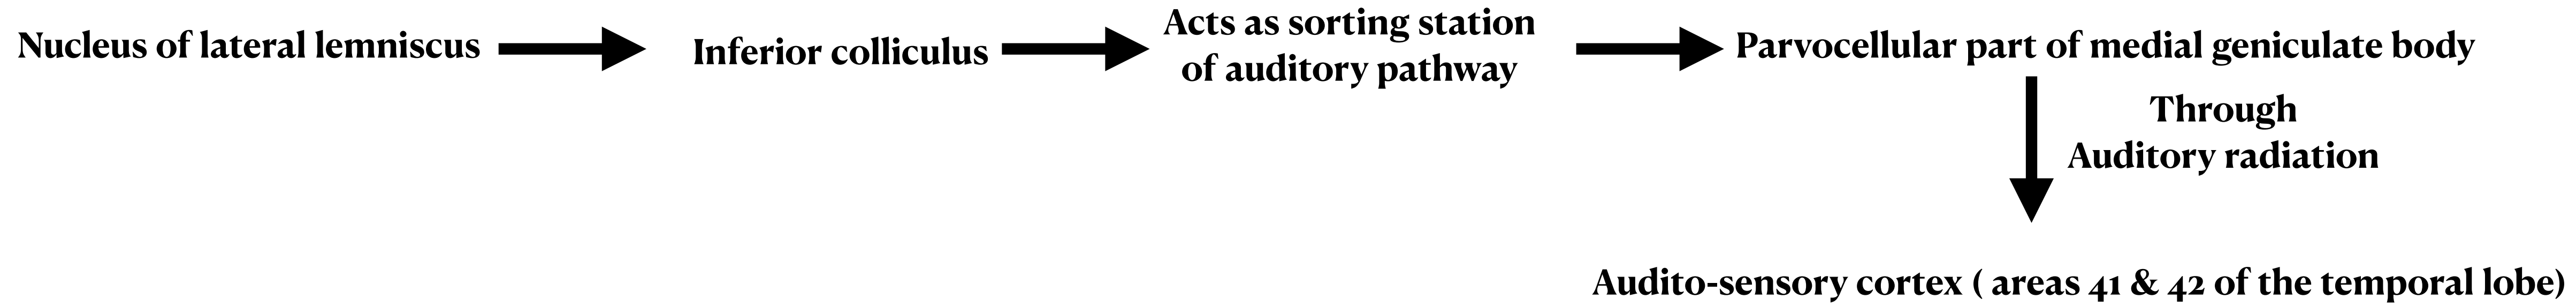 Nucleus of lateral lemniscus
Inferior colliculus
Acts as sorting station
of auditory pathway
Parvocellular part of medial geniculate body
Through
Auditory radiation
Audito-sensory cortex ( areas 41 & 42 of the temporal lobe)